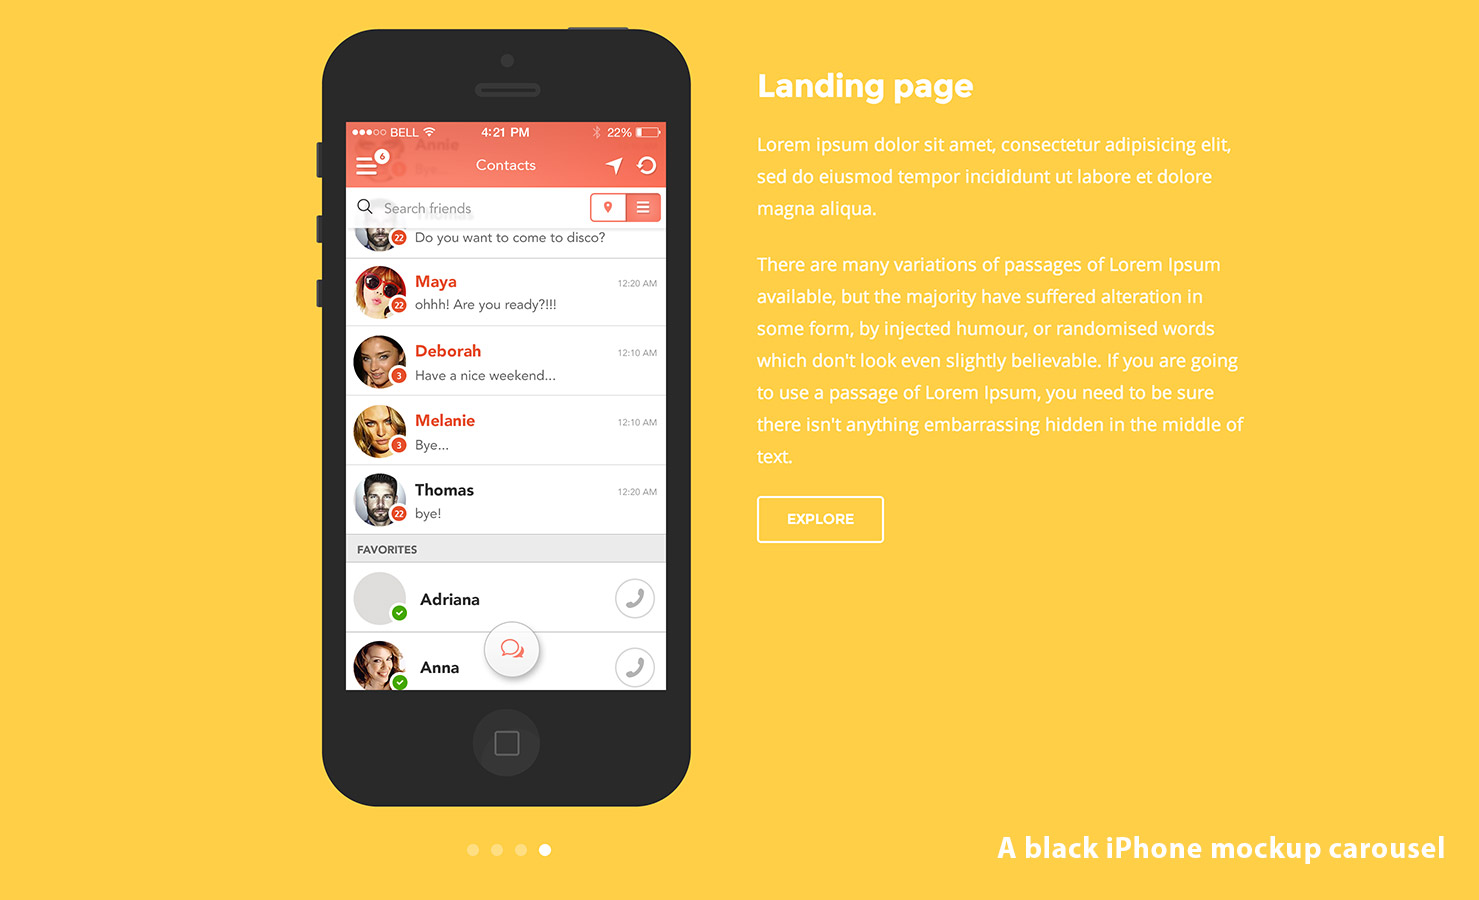 BELL 4:21 PM 22%
Annie
6
Contacts
Bye...
Search friends
Thomas
22 Do you want to come to disco?
Maya 12:20 AM
22 ohhh! Are you ready?!!!
Deborah 12:10 AM
3 Have a nice weekend...
Melanie 12:10 AM
3 Bye...
Thomas 12:20 AM
22 bye!
FAVORITES
Adriana
Anna
Landing page
Lorem ipsum dolor sit amet, consectetur adipisicing elit,
sed do eiusmod tempor incididunt ut labore et dolore
magna aliqua.
There are many variations of passages of Lorem Ipsum
available, but the majority have suffered alteration in
some form, by injected humour, or randomised words
which don't look even slightly believable. If you are going
to use a passage of Lorem Ipsum, you need to be sure
there isn't anything embarrassing hidden in the middle of
text.
EXPLORE
A black iPhone mockup carousel